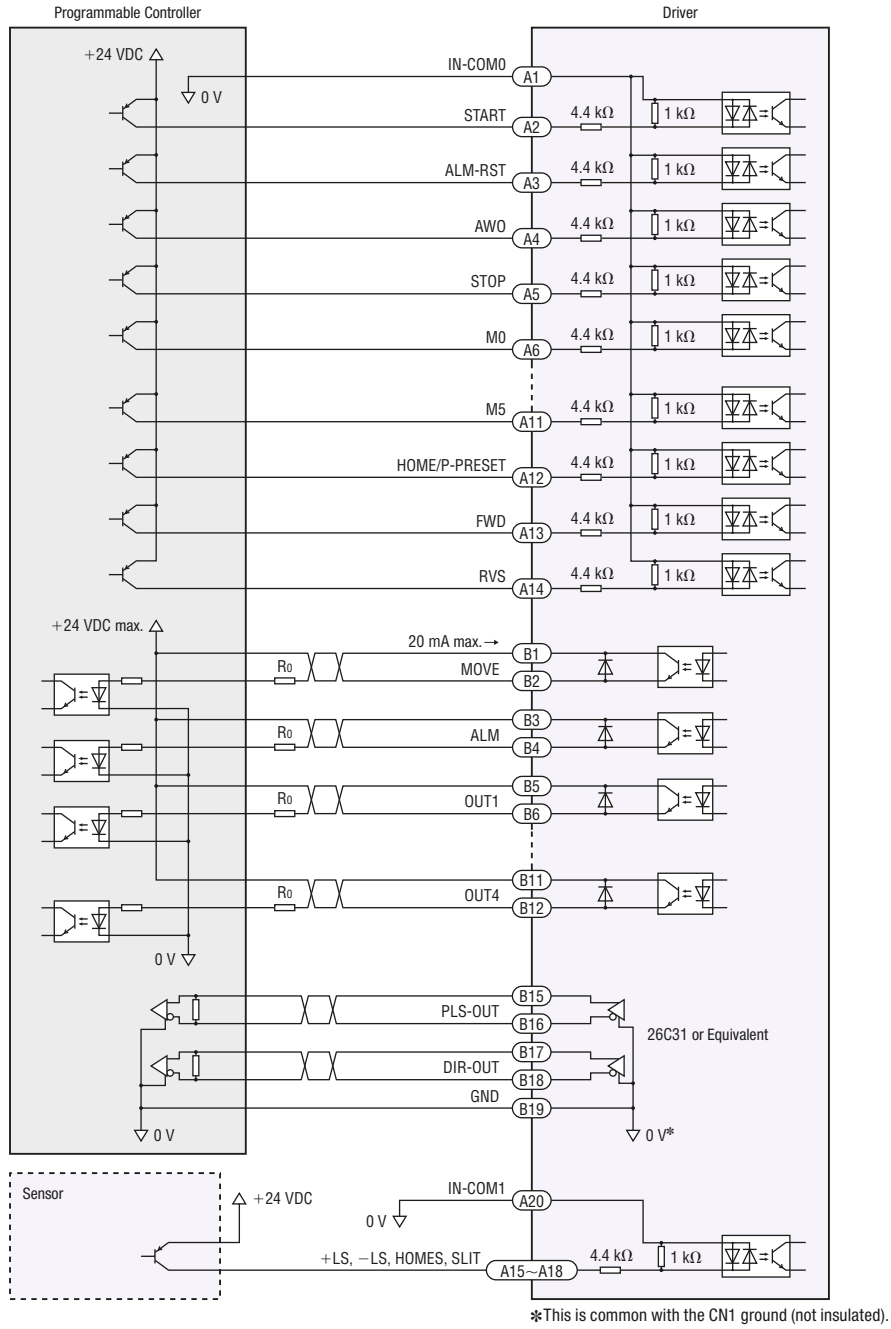 Programmable Controller
Driver
+24 VDC
0 V
IN-COM0
A1
START
A2
4.4 kΩ
1 kΩ
ALM-RST
A3
4.4 kΩ
1 kΩ
AWO
A4
4.4 kΩ
1 kΩ
STOP
A5
4.4 kΩ
1 kΩ
M0
A6
4.4 kΩ
1 kΩ
M5
A11
4.4 kΩ
1 kΩ
HOME/P-PRESET
A12
4.4 kΩ
1 kΩ
FWD
A13
4.4 kΩ
1 kΩ
RVS
A14
4.4 kΩ
1 kΩ
+24 VDC max.
20 mA max.→
R0
B1
MOVE
B2
R0
B3
ALM
B4
R0
B5
OUT1
B6
R0
B11
OUT4
B12
0 V
B15
PLS-OUT
B16
26C31 or Equivalent
B17
DIR-OUT
B18
GND
B19
0 V
0 V*
Sensor
+24 VDC
IN-COM1
A20
0 V
+LS, −LS, HOMES, SLIT
A15~A18
4.4 kΩ
1 kΩ
*This is common with the CN1 ground (not insulated).